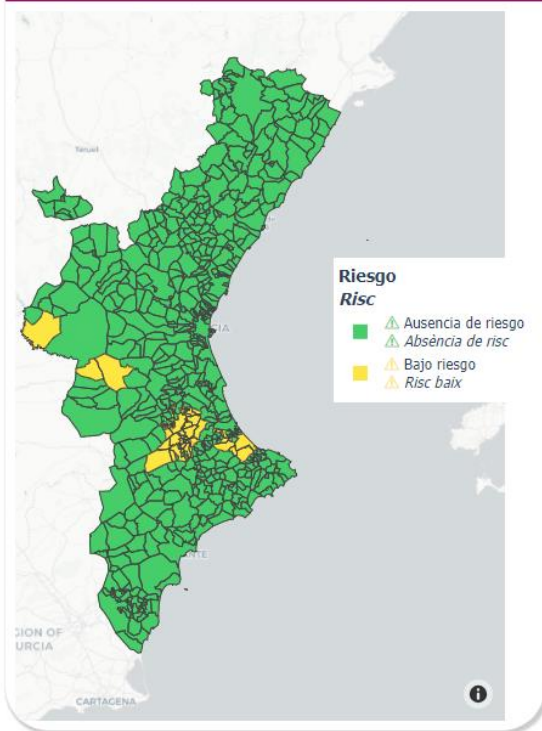 Teruel
Riesgo
Risc
Ausencia de riesgo
Absència de risc
Bajo riesgo
Risc baix
CARTAGENA